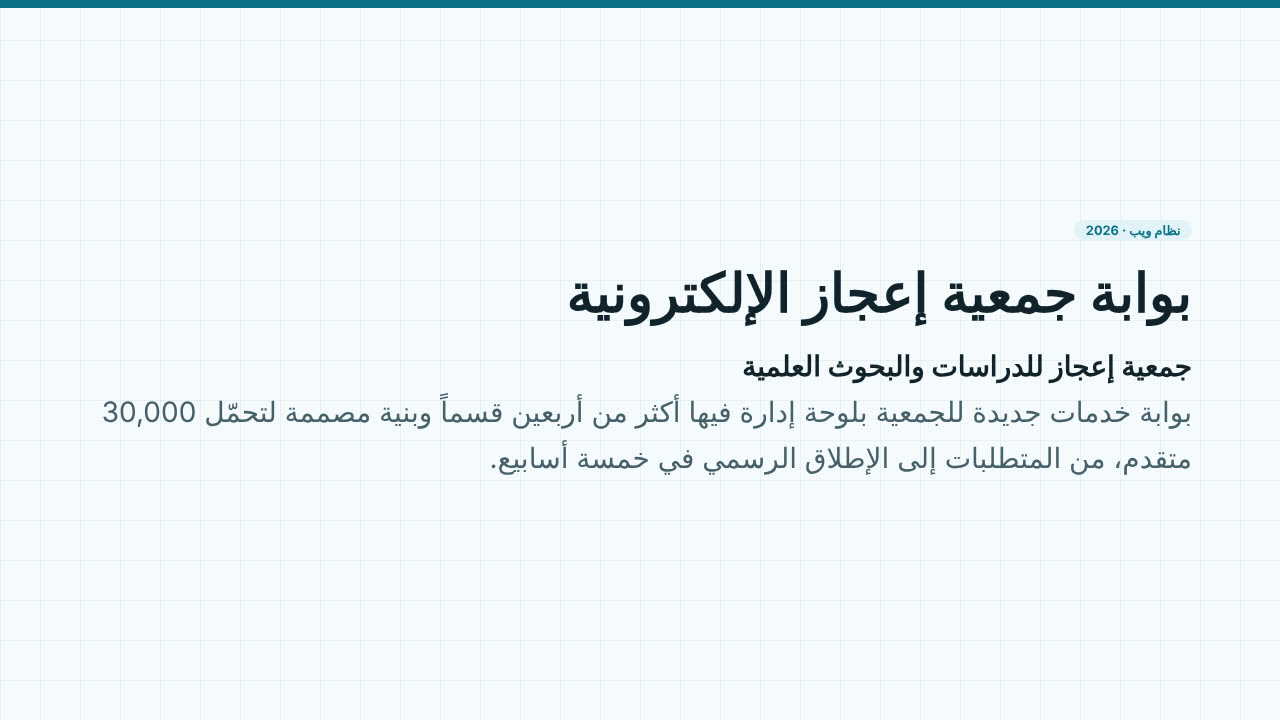 نظام ويب · 2026
بوابة جمعية إعجاز الإلكترونية
جمعية إعجاز للدراسات والبحوث العلمية
بوابة خدمات جديدة للجمعية بلوحة إدارة فيها أكثر من أربعين قسماً وبنية مصممة لتحمّل 30,000
متقدم، من المتطلبات إلى الإطلاق الرسمي في خمسة أسابيع.